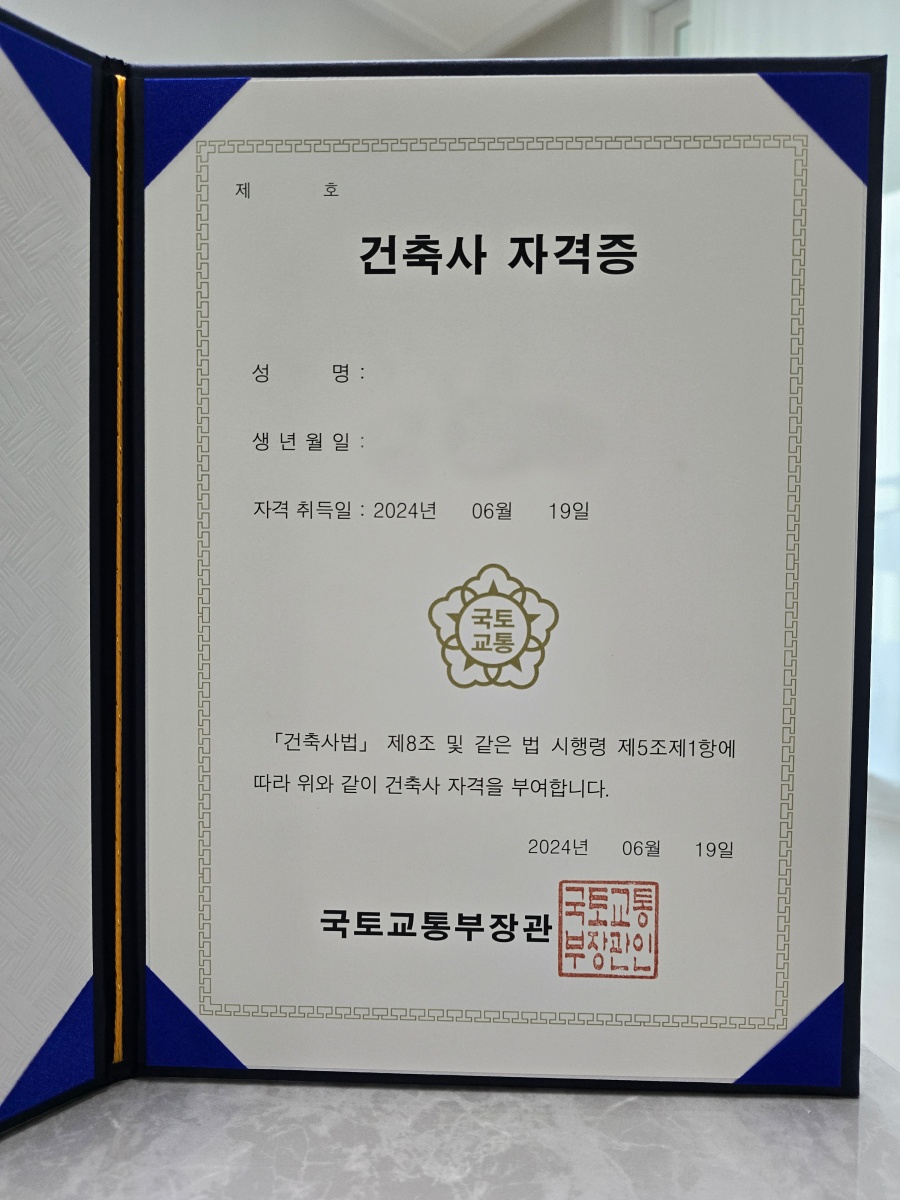 제 호
건축사 자격증
성 명 :
생 년 월 일 :
자격 취득일 : 2024년 06월 19일
국토
교통
「건축사법」 제8조 및 같은 법 시행령 제5조제1항에
따라 위와 같이 건축사 자격을 부여합니다.
2024년 06월 19일
국토교통부장관
국토교통
부장관인